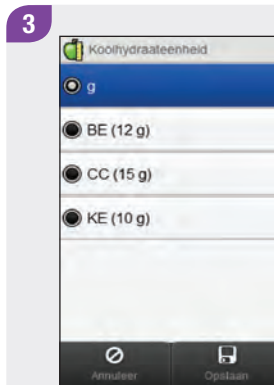 3
Koolhydraateenheid
g
BE (12 g)
CC (15 g)
KE (10 g)
Annuleer
Opslaan